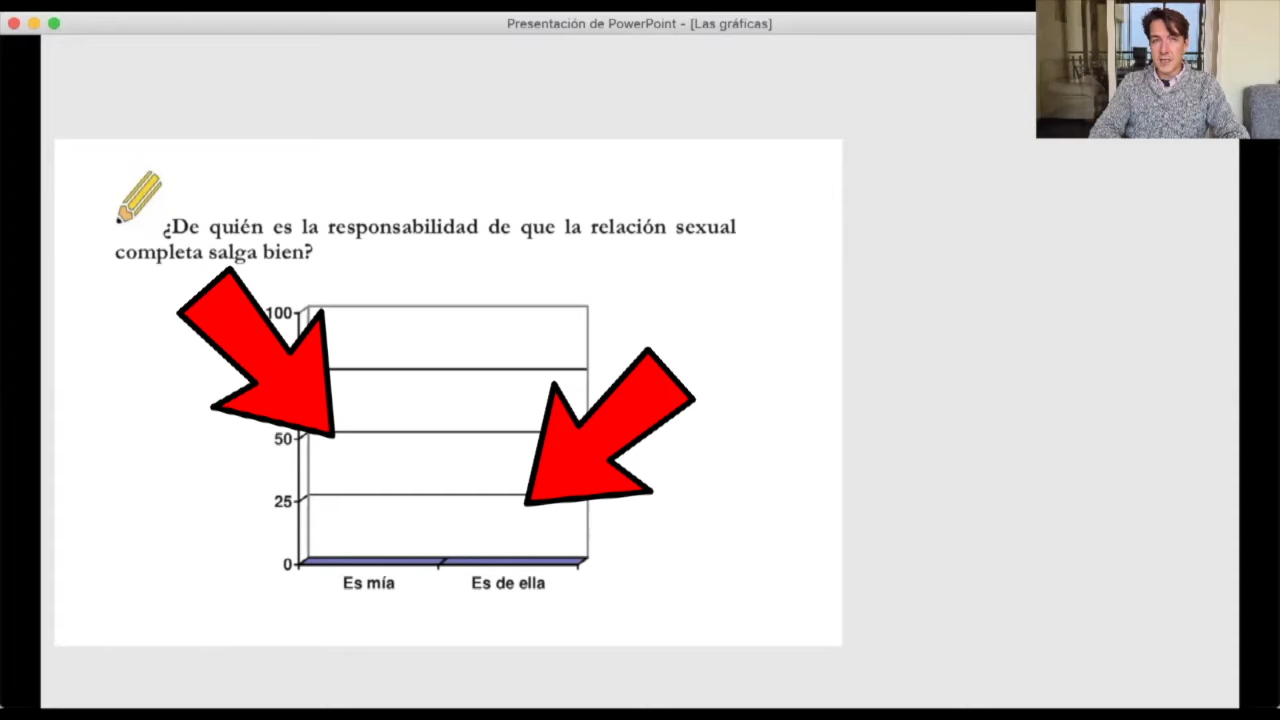 Presentación de PowerPoint - [Las gráficas]
¿De quién es la responsabilidad de que la relación sexual
completa salga bien?
100
50
25
0
Es mía
Es de ella